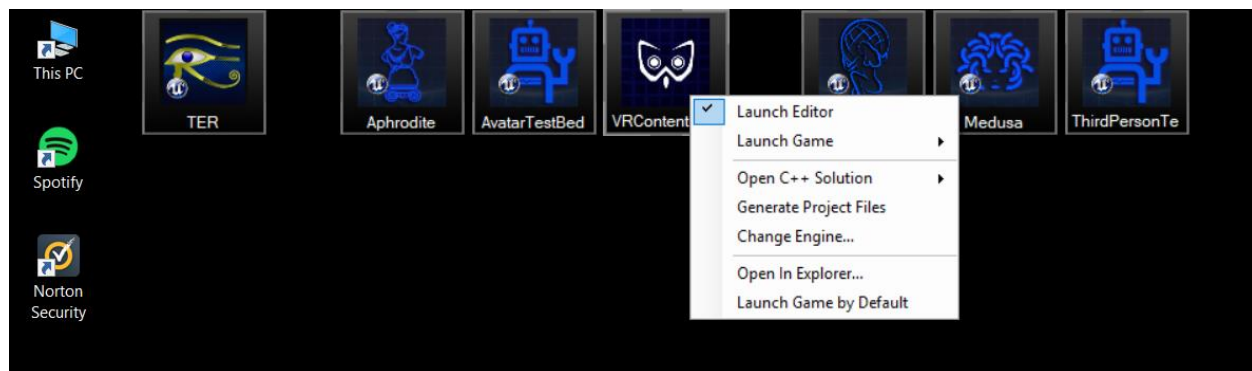 This PC
TER
Aphrodite
AvatarTestBed
VRContent
Medusa
ThirdPersonTe
Spotify
Norton
Security
Launch Editor
Launch Game
Open C++ Solution
Generate Project Files
Change Engine...
Open In Explorer...
Launch Game by Default